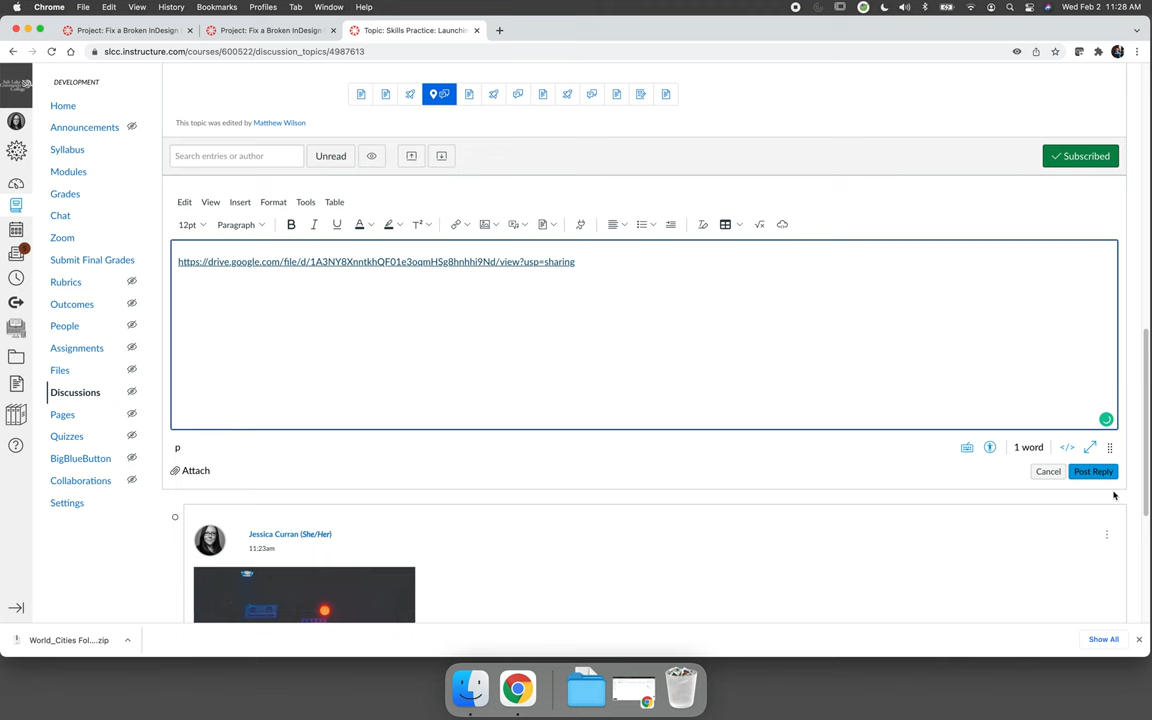 Chrome File Edit View History Bookmarks Profiles Tab Window Help Wed Feb 2 11:28 AM
Project: Fix a Broken InDesign
Project: Fix a Broken InDesign
Topic: Skills Practice: Launchin
slcc.instructure.com/courses/600522/discussion_topics/4987613
DEVELOPMENT
Home
Announcements
Syllabus
Modules
Grades
Chat
Zoom
Submit Final Grades
Rubrics
Outcomes
People
Assignments
Files
Discussions
Pages
Quizzes
BigBlueButton
Collaborations
Settings
This topic was edited by Matthew Wilson
Search entries or author
Unread
Subscribed
Edit View Insert Format Tools Table
12pt Paragraph B I U A T²
https://drive.google.com/file/d/1A3NY8XnntkhQF01e3oqmHSg8hnhhi9Nd/view?usp=sharing
p
1 word </>
Attach
Cancel Post Reply
Jessica Curran (She/Her)
11:23am
World_Cities Fol....zip
Show All